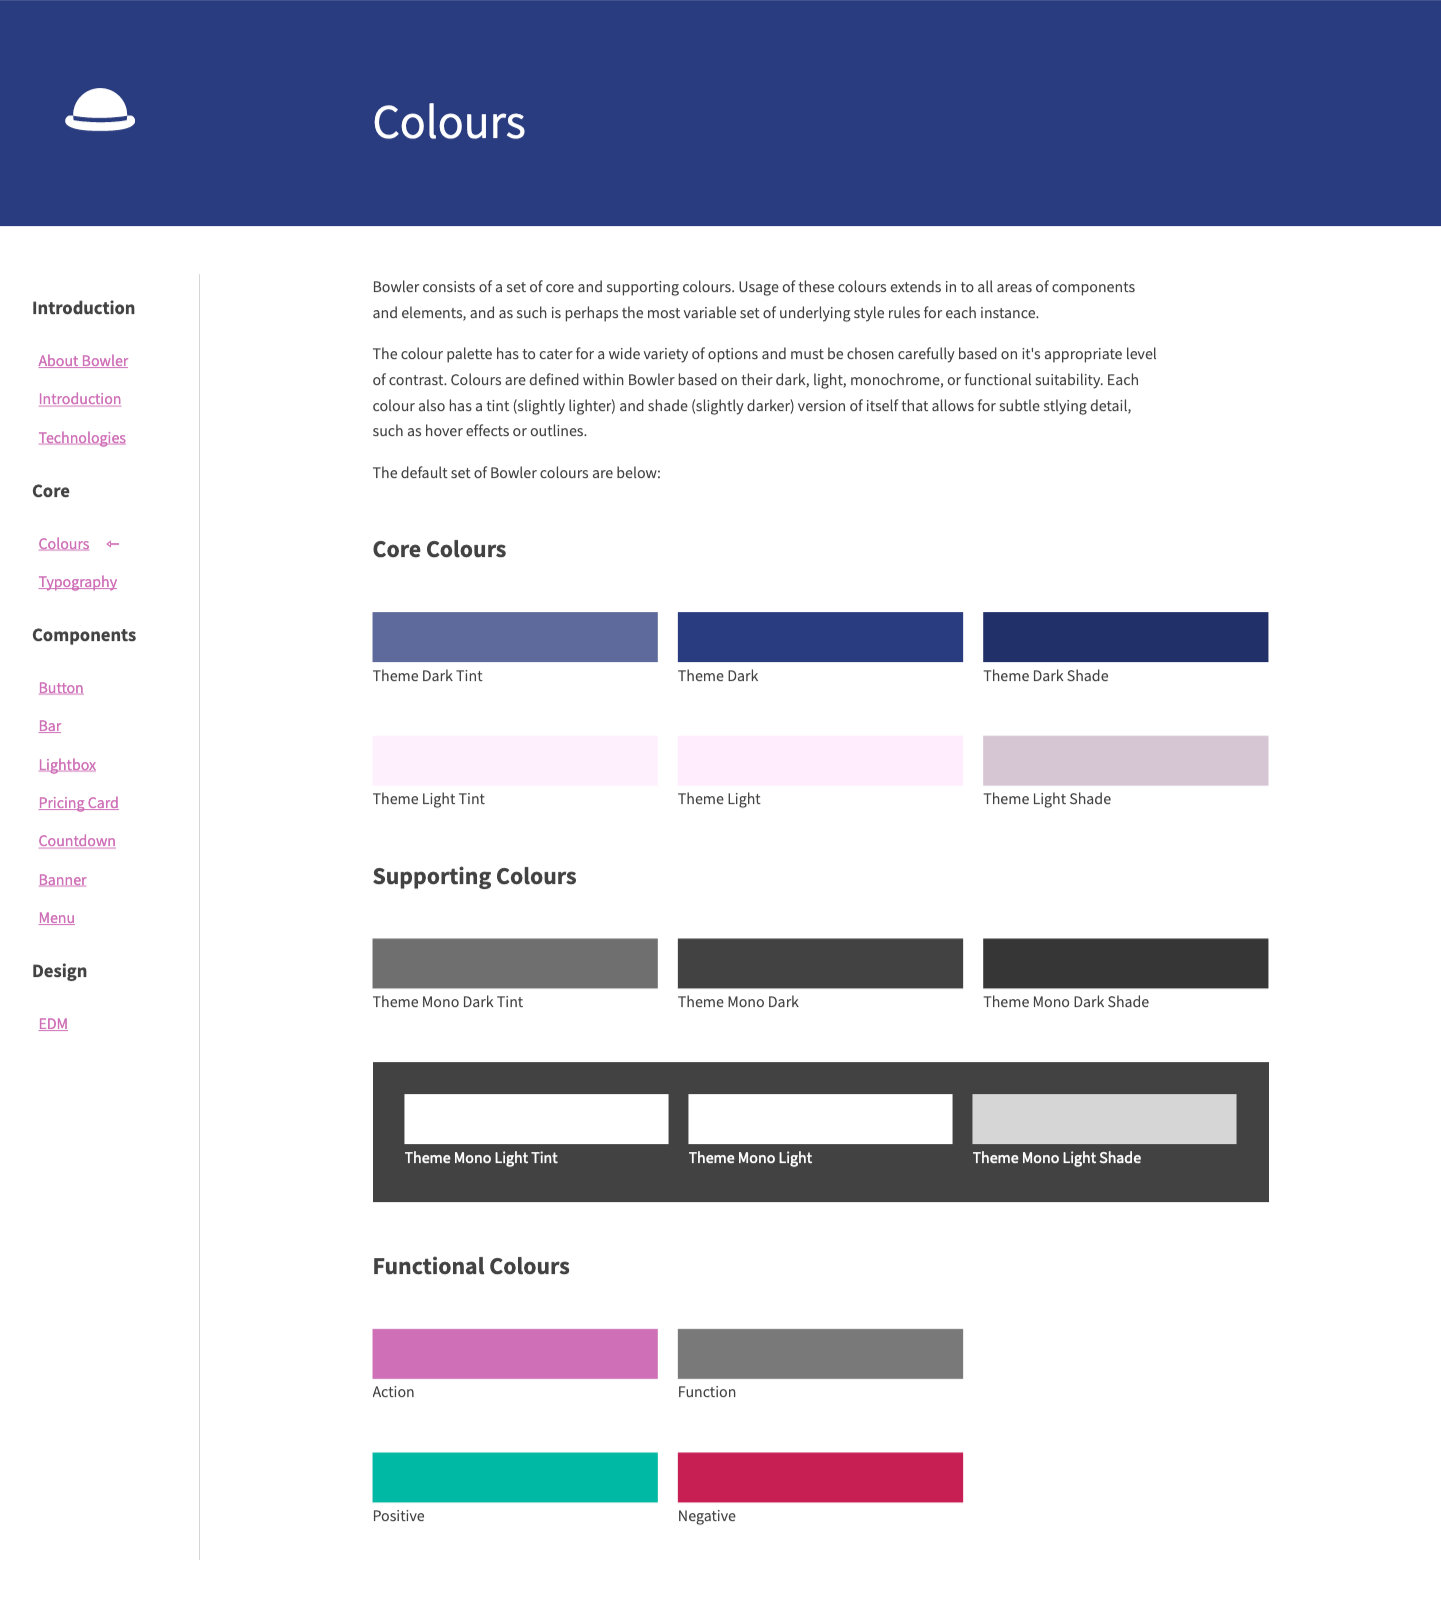 Colours
Introduction
About Bowler
Introduction
Technologies
Core
Colours
Typography
Components
Button
Bar
Lightbox
Pricing Card
Countdown
Banner
Menu
Design
EDM
Bowler consists of a set of core and supporting colours. Usage of these colours extends in to all areas of components
and elements, and as such is perhaps the most variable set of underlying style rules for each instance.
The colour palette has to cater for a wide variety of options and must be chosen carefully based on it's appropriate level
of contrast. Colours are defined within Bowler based on their dark, light, monochrome, or functional suitability. Each
colour also has a tint (slightly lighter) and shade (slightly darker) version of itself that allows for subtle stlying detail,
such as hover effects or outlines.
The default set of Bowler colours are below:
Core Colours
Theme Dark Tint
Theme Dark
Theme Dark Shade
Theme Light Tint
Theme Light
Theme Light Shade
Supporting Colours
Theme Mono Dark Tint
Theme Mono Dark
Theme Mono Dark Shade
Theme Mono Light Tint
Theme Mono Light
Theme Mono Light Shade
Functional Colours
Action
Function
Positive
Negative